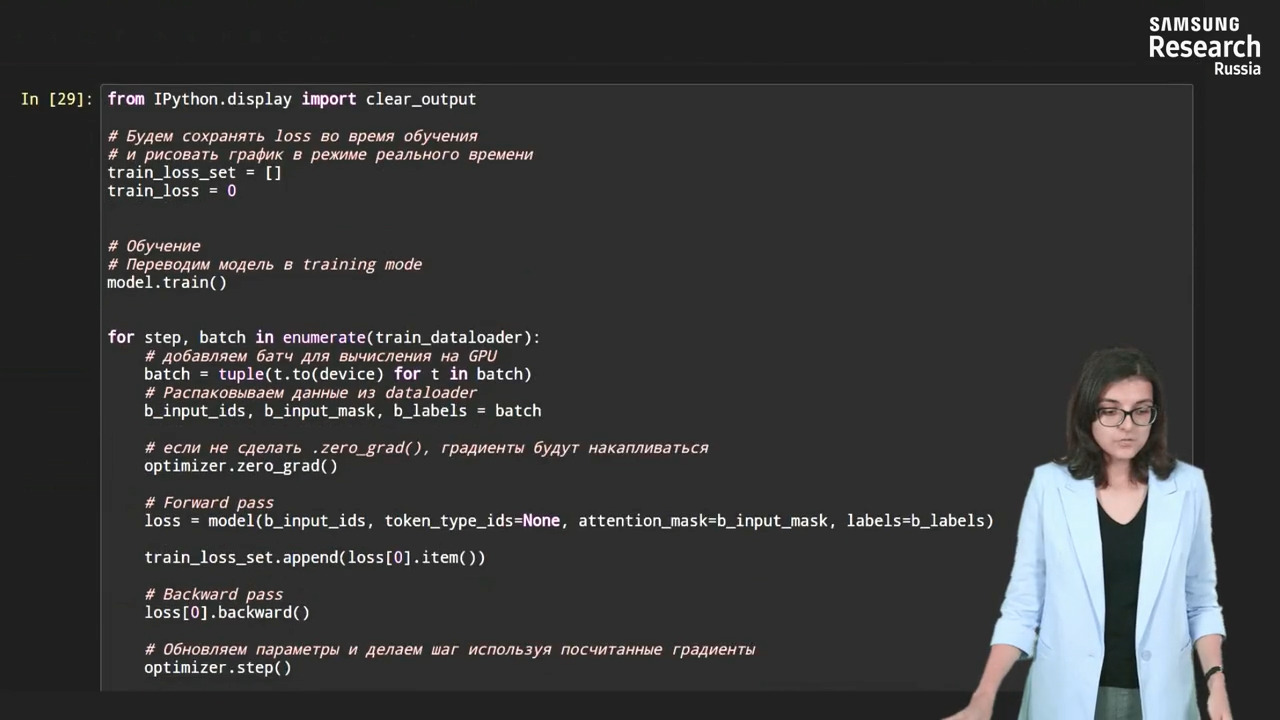 SAMSUNG
Research
Russia
In [29]:
from IPython.display import clear_output
# Будем сохранять loss во время обучения
# и рисовать график в режиме реального времени
train_loss_set = []
train_loss = 0
# Обучение
# Переводим модель в training mode
model.train()
for step, batch in enumerate(train_dataloader):
# добавляем батч для вычисления на GPU
batch = tuple(t.to(device) for t in batch)
# Распаковываем данные из dataloader
b_input_ids, b_input_mask, b_labels = batch
# если не сделать .zero_grad(), градиенты будут накапливаться
optimizer.zero_grad()
# Forward pass
loss = model(b_input_ids, token_type_ids=None, attention_mask=b_input_mask, labels=b_labels)
train_loss_set.append(loss[0].item())
# Backward pass
loss[0].backward()
# Обновляем параметры и делаем шаг используя посчитанные градиенты
optimizer.step()